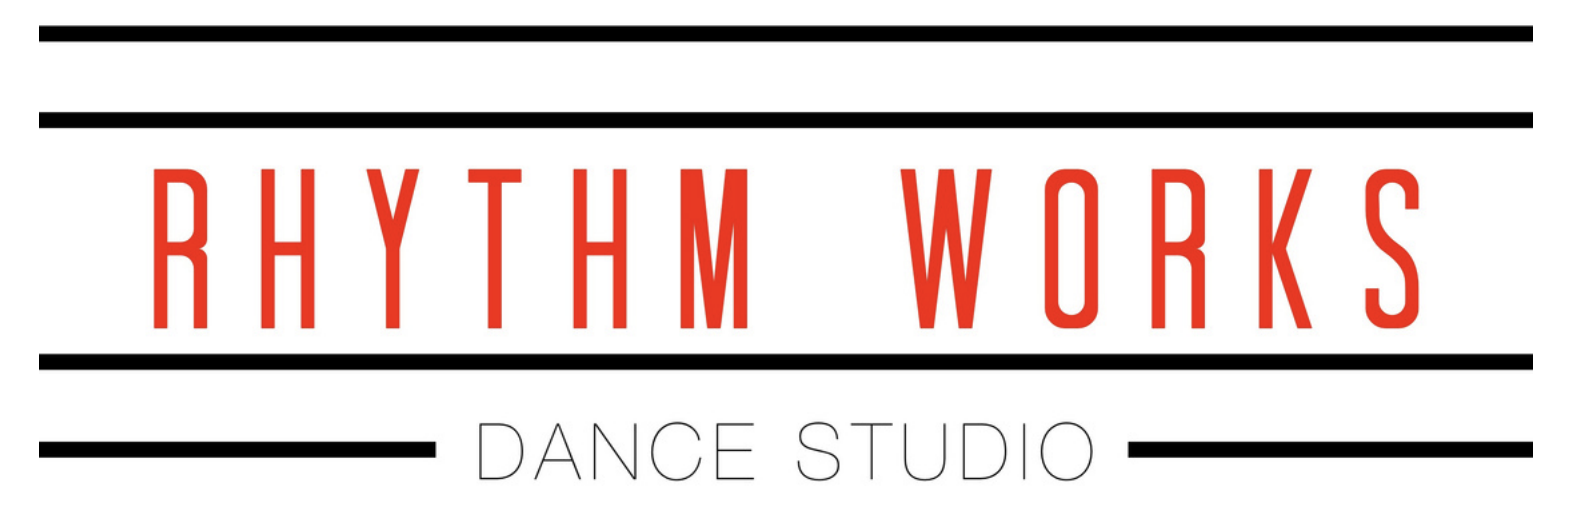 RHYTHM WORKS
DANCE STUDIO